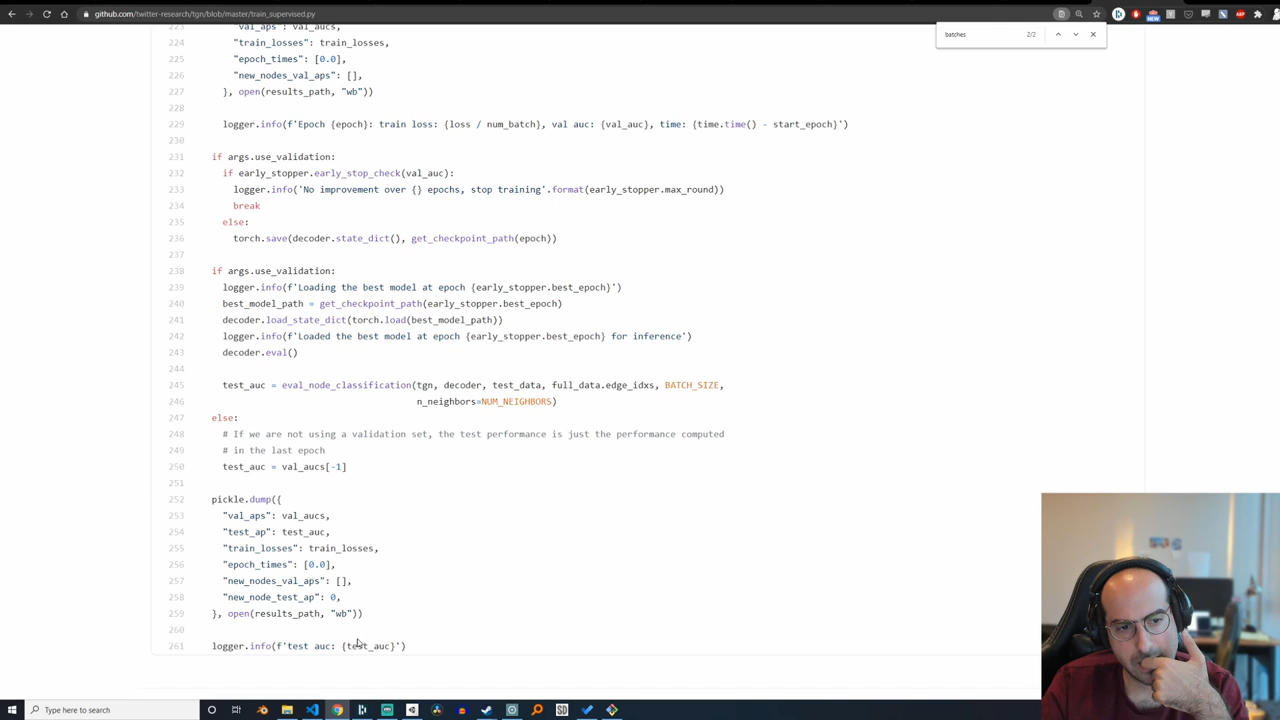 github.com/twitter-research/tgn/blob/master/train_supervised.py
batches
2/2
223 "val_aps": val_aucs,
224 "train_losses": train_losses,
225 "epoch_times": [0.0],
226 "new_nodes_val_aps": [],
227 }, open(results_path, "wb"))
228
229 logger.info(f'Epoch {epoch}: train loss: {loss / num_batch}, val auc: {val_auc}, time: {time.time() - start_epoch}')
230
231 if args.use_validation:
232 if early_stopper.early_stop_check(val_auc):
233 logger.info('No improvement over {} epochs, stop training'.format(early_stopper.max_round))
234 break
235 else:
236 torch.save(decoder.state_dict(), get_checkpoint_path(epoch))
237
238 if args.use_validation:
239 logger.info(f'Loading the best model at epoch {early_stopper.best_epoch}')
240 best_model_path = get_checkpoint_path(early_stopper.best_epoch)
241 decoder.load_state_dict(torch.load(best_model_path))
242 logger.info(f'Loaded the best model at epoch {early_stopper.best_epoch} for inference')
243 decoder.eval()
244
245 test_auc = eval_node_classification(tgn, decoder, test_data, full_data.edge_idxs, BATCH_SIZE,
246 n_neighbors=NUM_NEIGHBORS)
247 else:
248 # If we are not using a validation set, the test performance is just the performance computed
249 # in the last epoch
250 test_auc = val_aucs[-1]
251
252 pickle.dump({
253 "val_aps": val_aucs,
254 "test_ap": test_auc,
255 "train_losses": train_losses,
256 "epoch_times": [0.0],
257 "new_nodes_val_aps": [],
258 "new_node_test_ap": 0,
259 }, open(results_path, "wb"))
260
261 logger.info(f'test auc: {test_auc}')
Type here to search